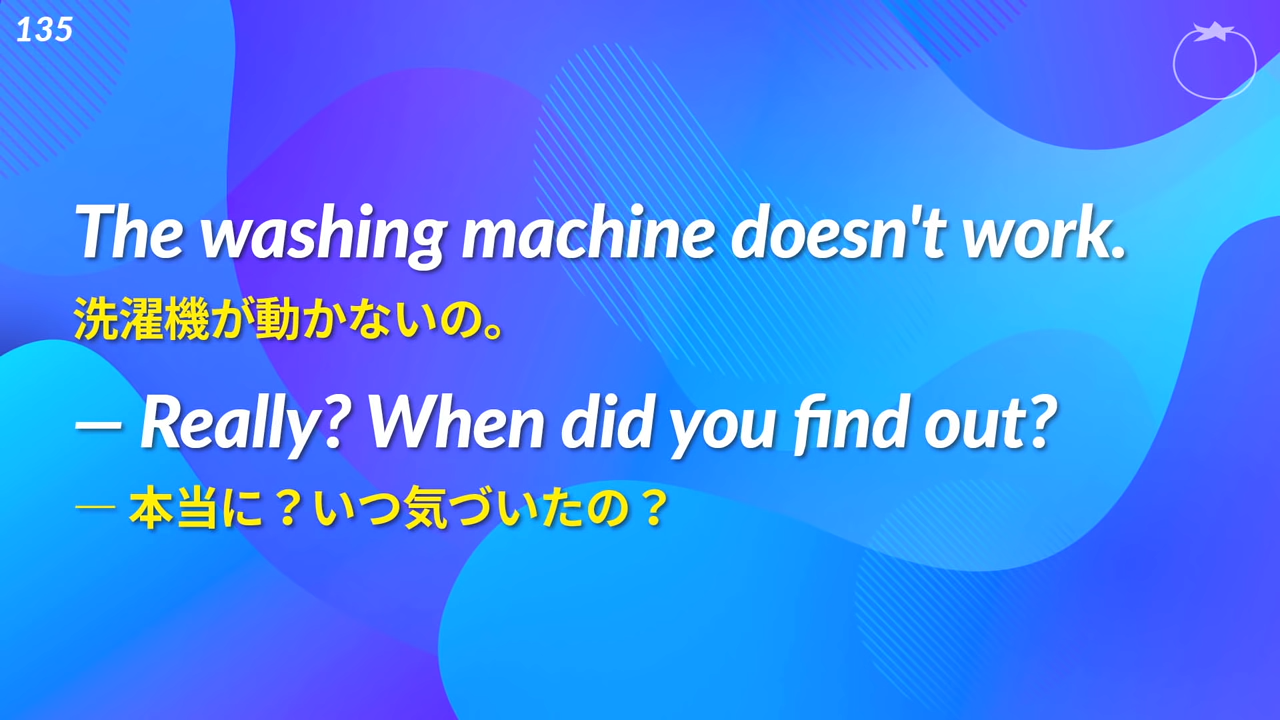 135
The washing machine doesn't work.
洗濯機が動かないの。
— Really? When did you find out?
— 本当に？いつ気づいたの？